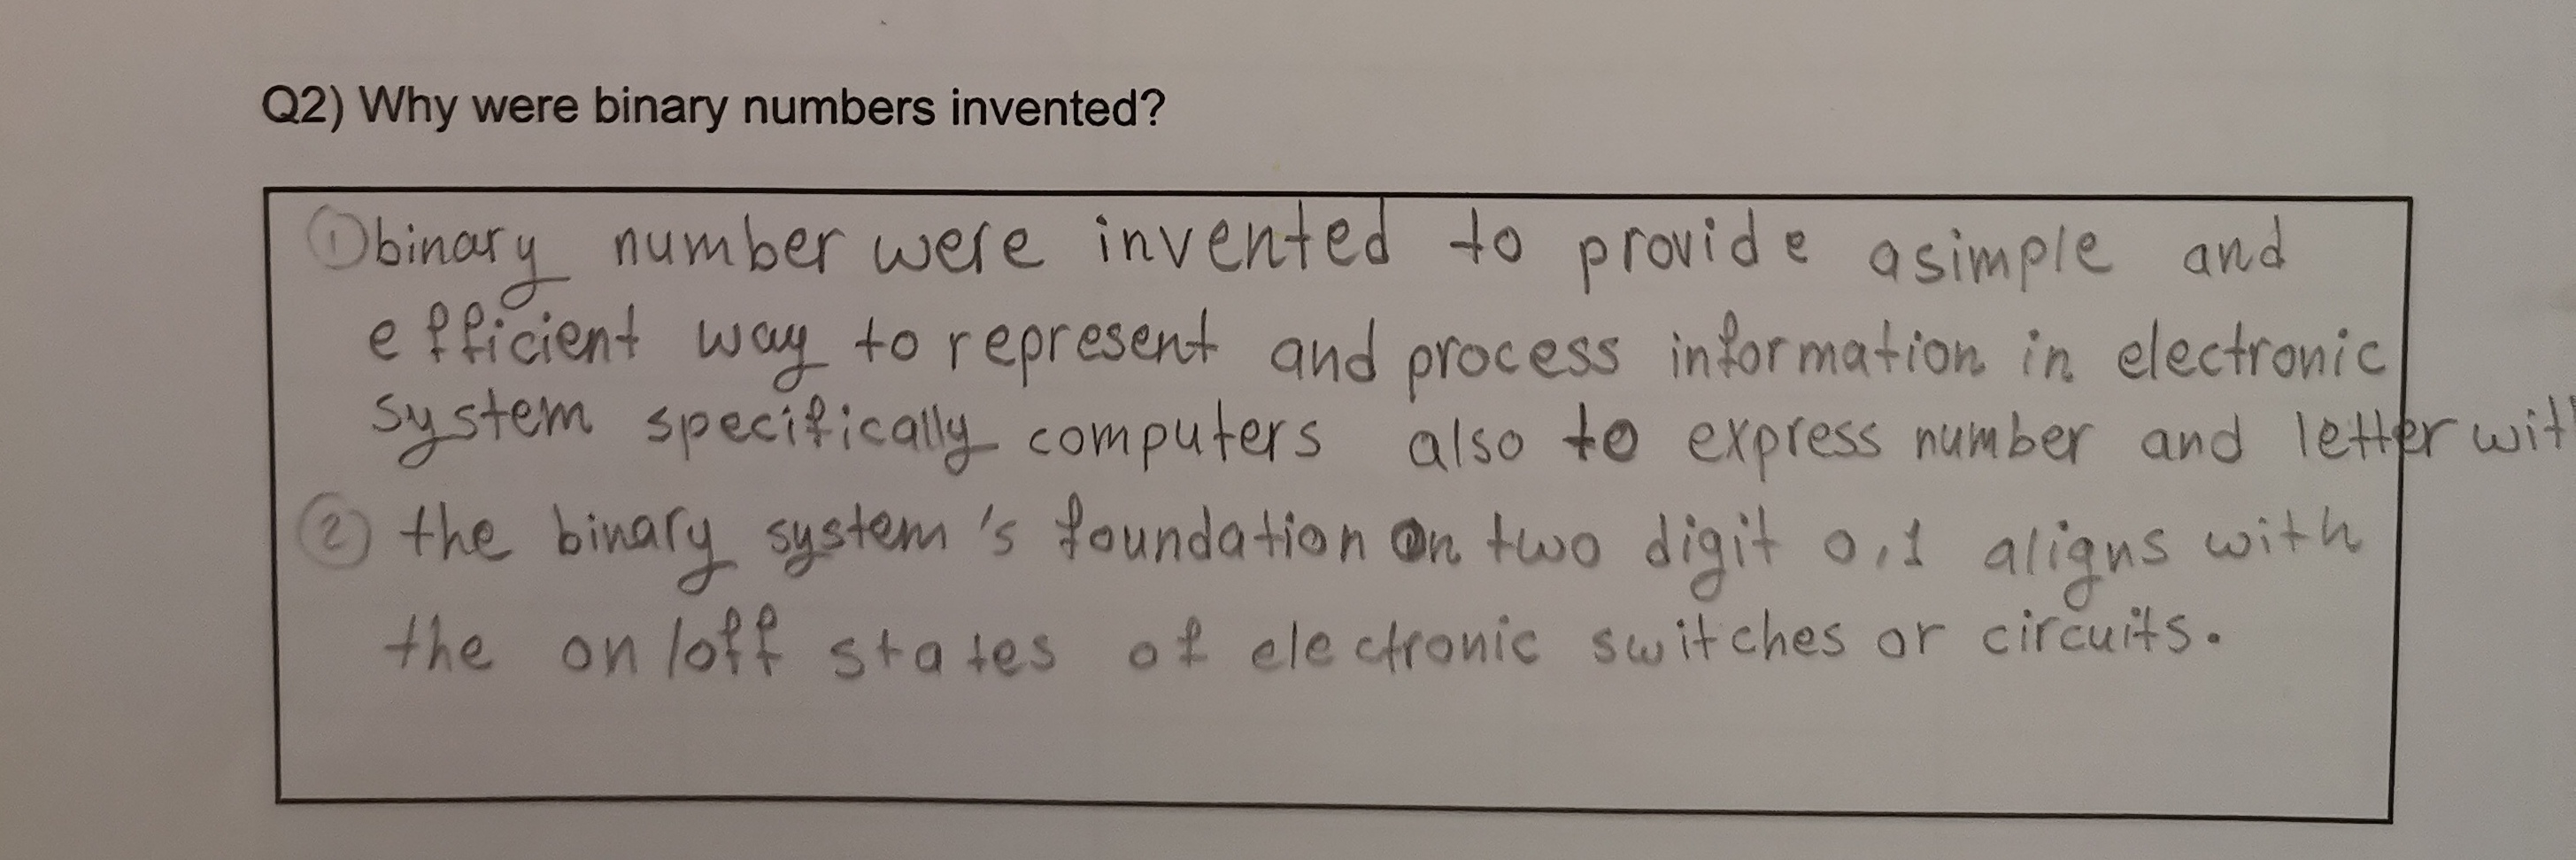 Q2) Why were binary numbers invented?
① binary number were invented to provide a simple and
efficient way to represent and process information in electronic
system specifically computers also to express number and letter
② the binary system's foundation on two digit 0,1 aligns with
the on/off states of electronic switches or circuits.